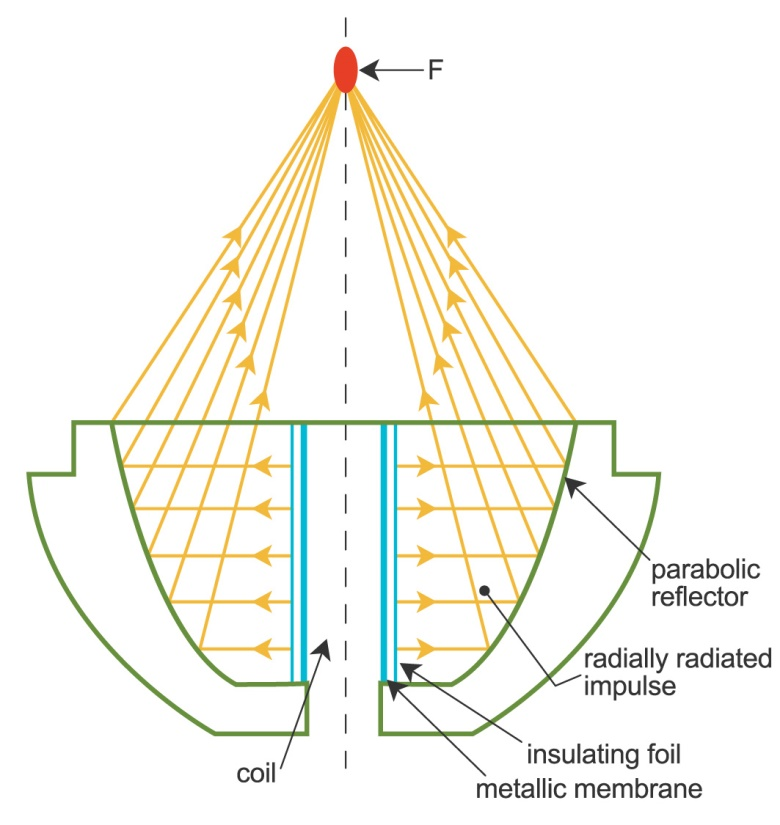 F
parabolic
reflector
radially radiated
impulse
insulating foil
metallic membrane
coil